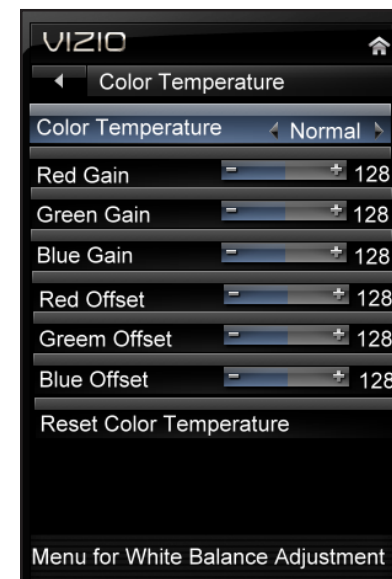 VIZIO
Color Temperature
Color Temperature Normal
Red Gain - + 128
Green Gain - + 128
Blue Gain - + 128
Red Offset - + 128
Greem Offset - + 128
Blue Offset - + 128
Reset Color Temperature
Menu for White Balance Adjustment